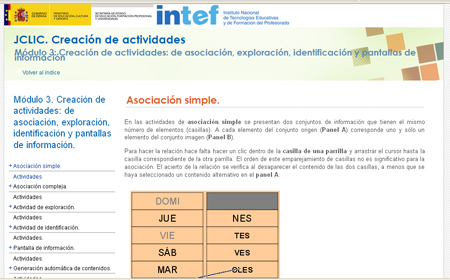 GOBIERNO DE ESPAÑA
MINISTERIO DE EDUCACIÓN, CULTURA Y DEPORTE
intef
Instituto Nacional
de Tecnologías Educativas
y de Formación del Profesorado
JCLIC. Creación de actividades
Módulo 3: Creación de actividades: de asociación, exploración, identificación y pantallas de
información
Volver al índice
Módulo 3. Creación de
actividades: de
asociación, exploración,
identificación y pantallas
de información.
Asociación simple.
Actividades
Asociación compleja.
Actividades
Actividad de exploración.
Actividades
Actividad de identificación.
Actividades.
Pantalla de información.
Actividades.
Generación automática de contenidos.
Asociación simple.
En las actividades de asociación simple se presentan dos conjuntos de información que tienen el mismo
número de elementos (casillas). A cada elemento del conjunto origen (Panel A) corresponde uno y sólo un
elemento del conjunto imagen (Panel B).
Para hacer la relación hace falta hacer un clic dentro de la casilla de una parrilla y arrastrar el cursor hasta la
casilla correspondiente de la otra parrilla. El orden de este emparejamiento de casillas no es significativo para la
asociación. El acierto de la relación se verifica al desaparecer el contenido de las dos casillas, a menos que se
haya seleccionado un contenido alternativo en el panel A.
DOMI
JUE NES
VIE TES
SÀB VES
MAR OLES